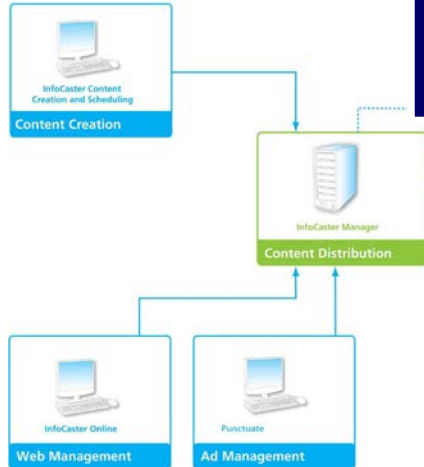 InfoCaster Content
Creation and Scheduling
Content Creation
InfoCaster Manager
Content Distribution
InfoCaster Online
Web Management
Punctuate
Ad Management